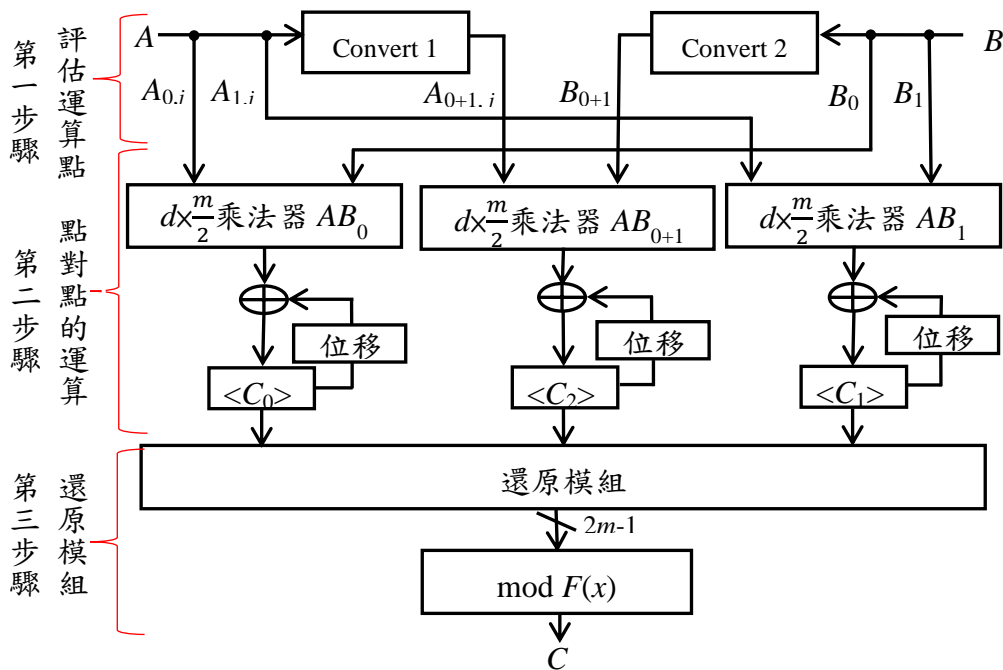 第一步驟
評估運算點
A
Convert 1
Convert 2
B
A0,j
A1,j
A0+1, j
B0+1
B0
B1
第二步驟
點對點的運算
d×m/2乘法器 AB0
d×m/2乘法器 AB0+1
d×m/2乘法器 AB1
位移
位移
位移
<C0>
<C2>
<C1>
第三步驟
還原模組
還原模組
2m-1
mod F(x)
C